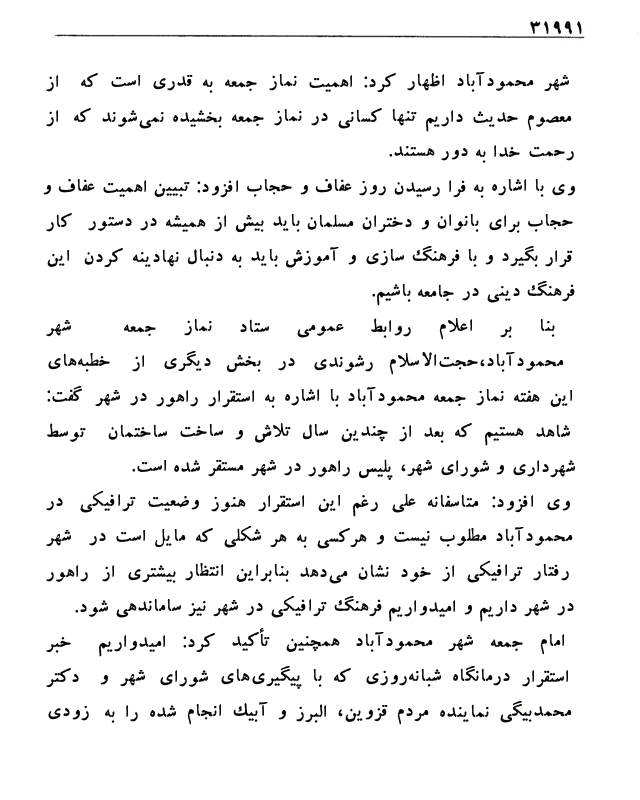 ۳۱۹۹۱
شهر محمودآباد اظهار کرد: اهمیت نماز جمعه به قدری است که از
معصوم حدیث داریم تنها کسانی در نماز جمعه بخشیده نمی‌شوند که از
رحمت خدا به دور هستند.
وی با اشاره به فرا رسیدن روز عفاف و حجاب افزود: تبیین اهمیت عفاف و
حجاب برای بانوان و دختران مسلمان باید بیش از همیشه در دستور کار
قرار بگیرد و با فرهنگ سازی و آموزش باید به دنبال نهادینه کردن این
فرهنگ دینی در جامعه باشیم.
بنا بر اعلام روابط عمومی ستاد نماز جمعه شهر
محمودآباد،حجت‌الاسلام رشوندی در بخش دیگری از خطبه‌های
این هفته نماز جمعه محمودآباد با اشاره به استقرار راهور در شهر گفت:
شاهد هستیم که بعد از چندین سال تلاش و ساخت ساختمان توسط
شهرداری و شورای شهر، پلیس راهور در شهر مستقر شده است.
وی افزود: متاسفانه علی رغم این استقرار هنوز وضعیت ترافیکی در
محمودآباد مطلوب نیست و هرکسی به هر شکلی که مایل است در شهر
رفتار ترافیکی از خود نشان می‌دهد بنابراین انتظار بیشتری از راهور
در شهر داریم و امیدواریم فرهنگ ترافیکی در شهر نیز ساماندهی شود.
امام جمعه شهر محمودآباد همچنین تأکید کرد: امیدواریم خبر
استقرار درمانگاه شبانه‌روزی که با پیگیری‌های شورای شهر و دکتر
محمدبیگی نماینده مردم قزوین، البرز و آبیك انجام شده را به زودی